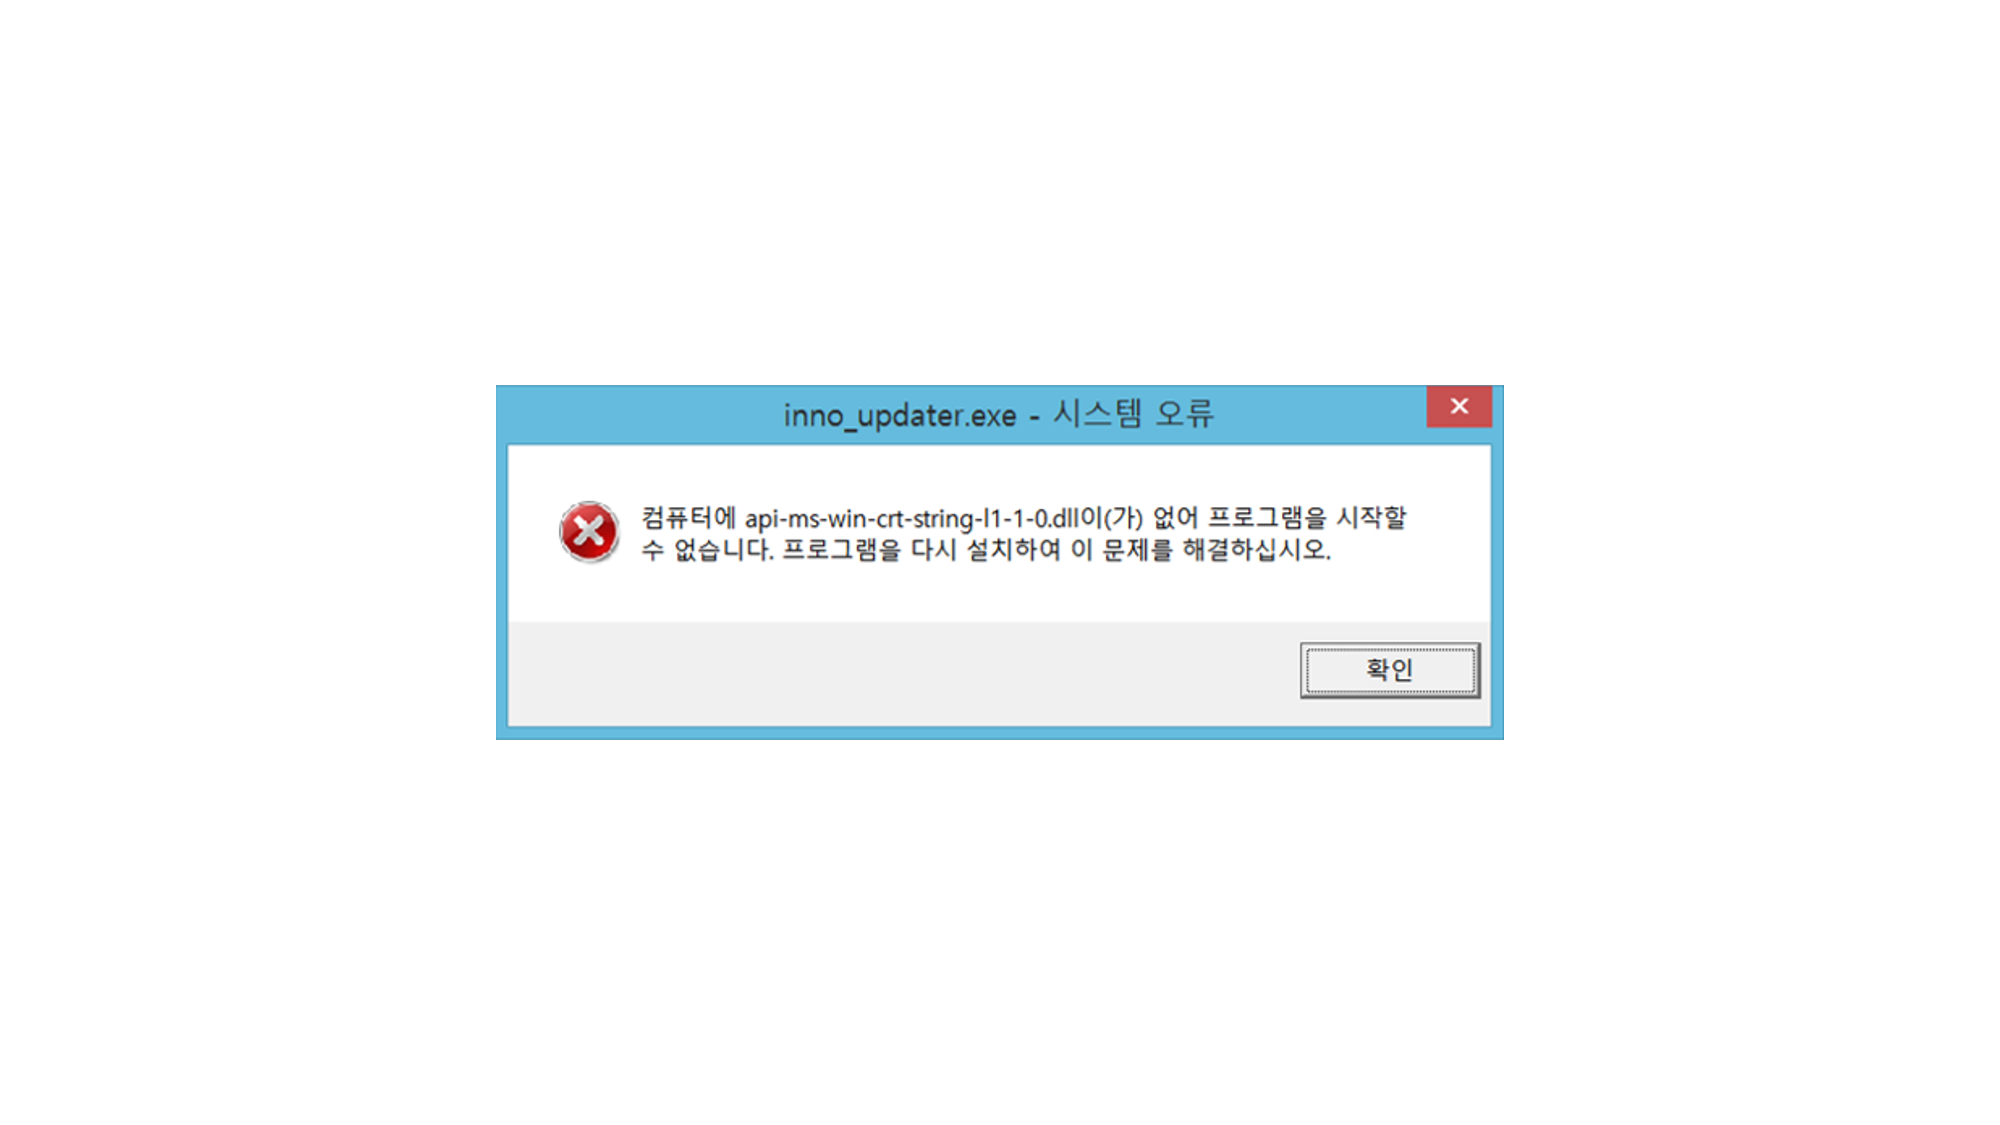 inno_updater.exe - 시스템 오류
컴퓨터에 api-ms-win-crt-string-l1-1-0.dll이(가) 없어 프로그램을 시작할
수 없습니다. 프로그램을 다시 설치하여 이 문제를 해결하십시오.
확인